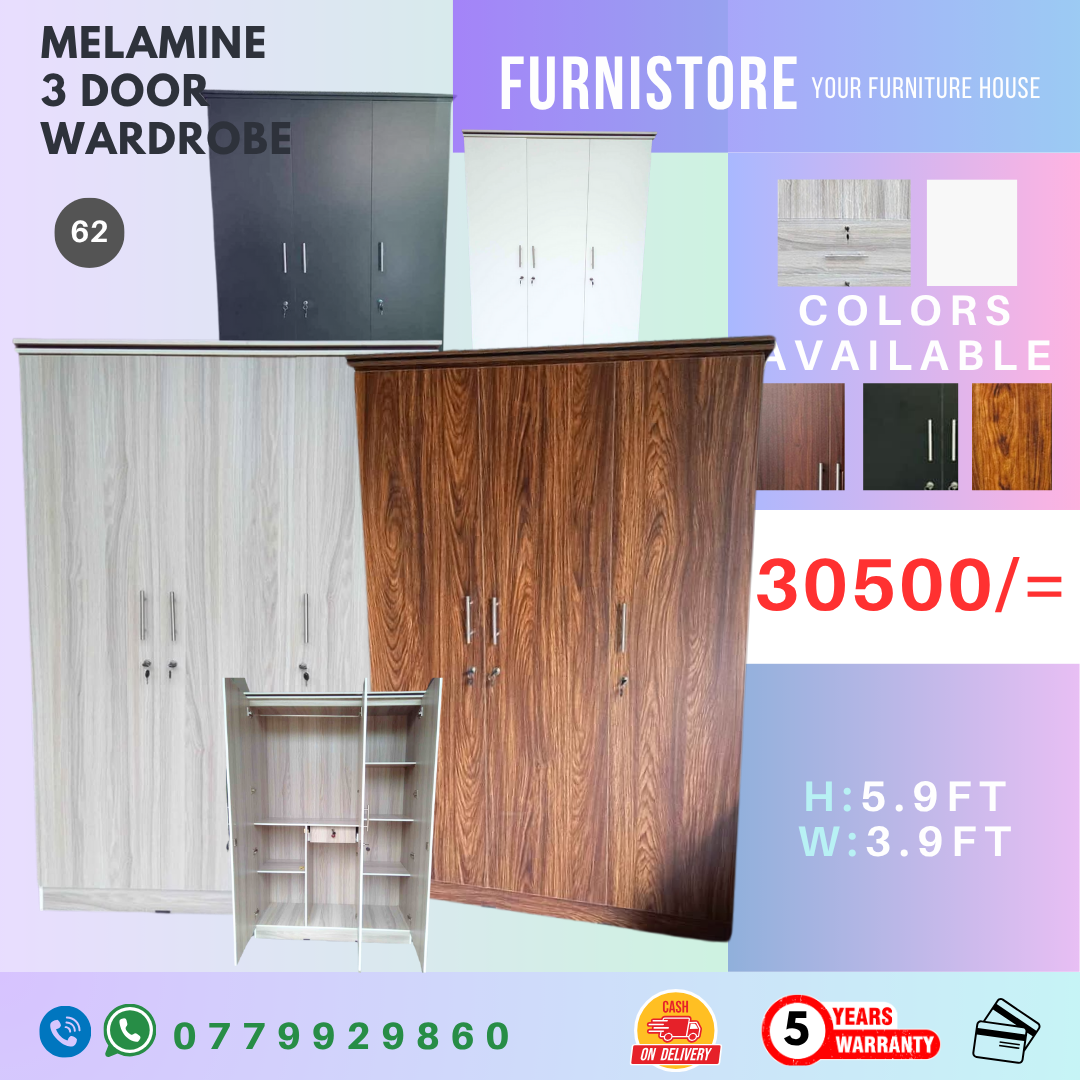 MELAMINE
3 DOOR
WARDROBE
FURNISTORE YOUR FURNITURE HOUSE
62
COLORS
AVAILABLE
30500/=
H:5.9FT
W:3.9FT
0779929860
CASH
ON DELIVERY
5 YEARS
WARRANTY